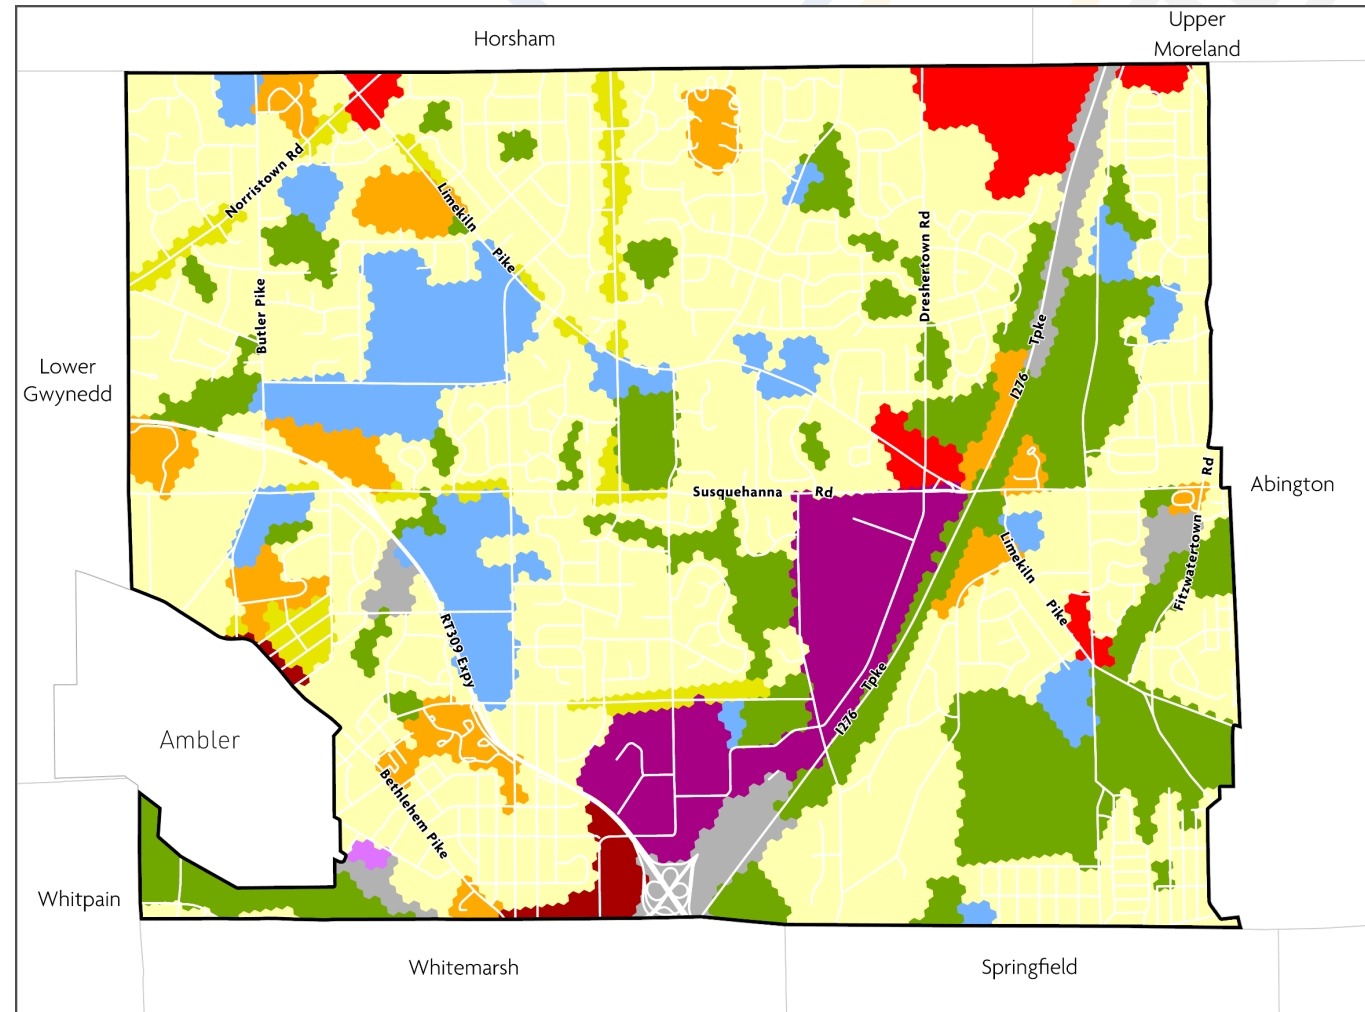 Upper
Moreland
Horsham
Norristown Rd
Limekiln
Pike
Dreshertown Rd
Butler Pike
Tpke
I276
Lower
Gwynedd
Susquehanna Rd
Abington
Limekiln
Pike
Fitzwatertown Rd
RT309 Expy
Tpke
I276
Ambler
Bethlehem Pike
Whitpain
Whitemarsh
Springfield